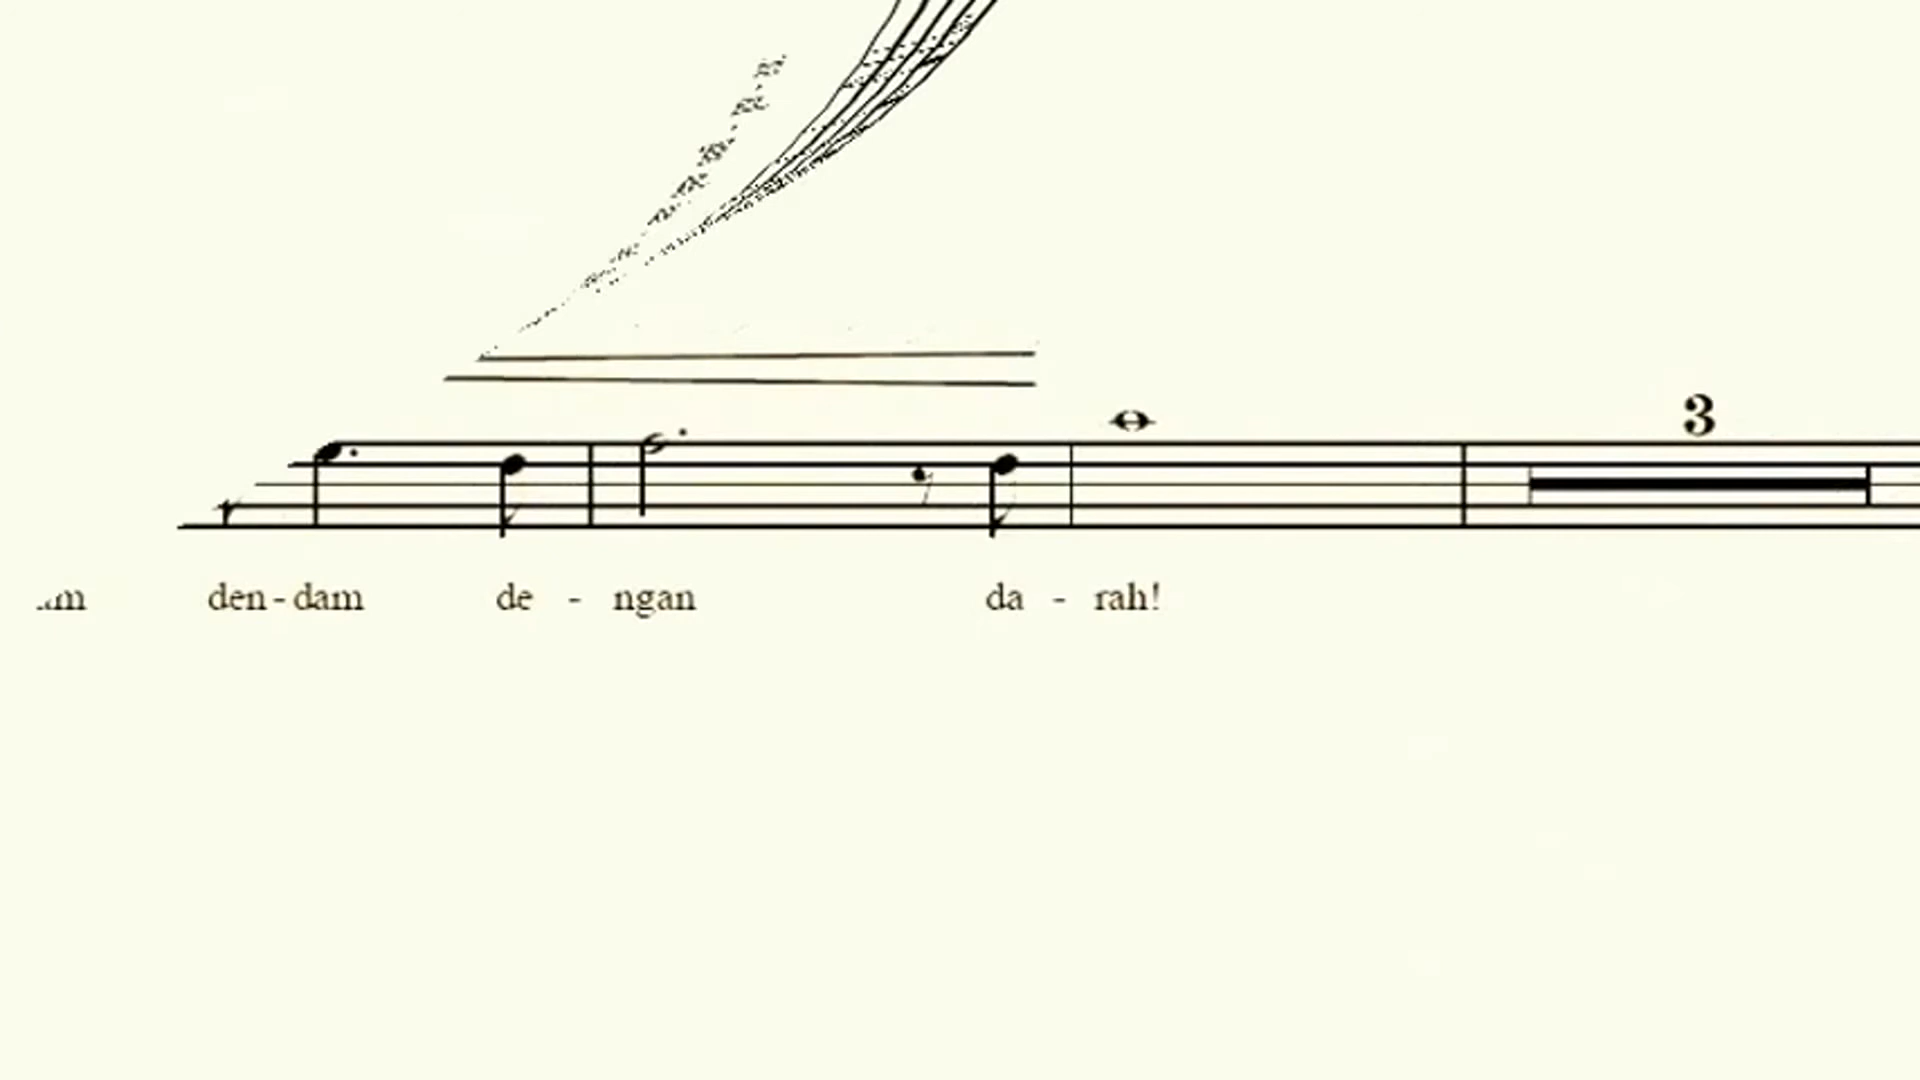 3
den-dam de - ngan da - rah!